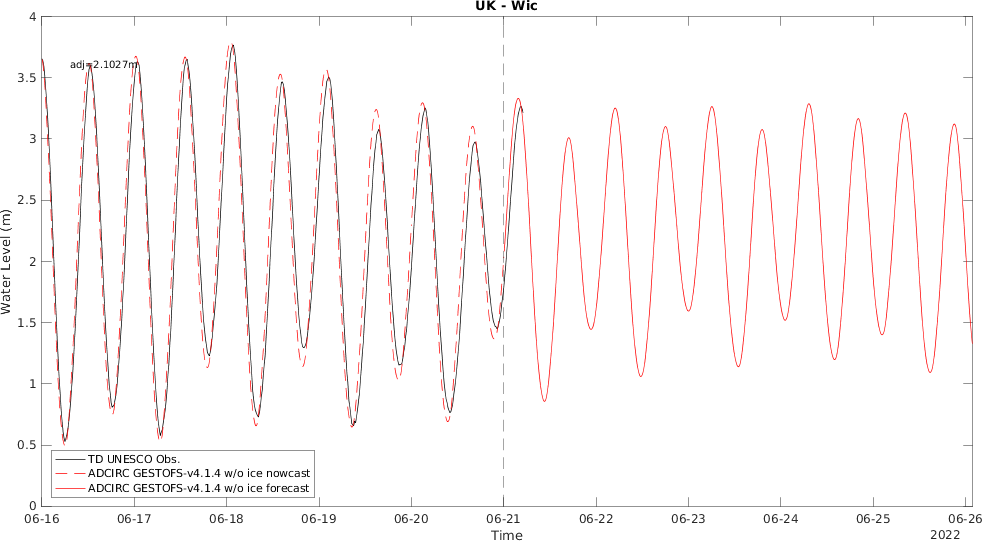 UK - Wic
4
3.5
3
2.5
2
1.5
1
0.5
0
Water Level (m)
adj=2.1027m
TD UNESCO Obs.
ADCIRC GESTOFS-v4.1.4 w/o ice nowcast
ADCIRC GESTOFS-v4.1.4 w/o ice forecast
06-16 06-17 06-18 06-19 06-20 06-21 06-22 06-23 06-24 06-25 06-26
Time
2022